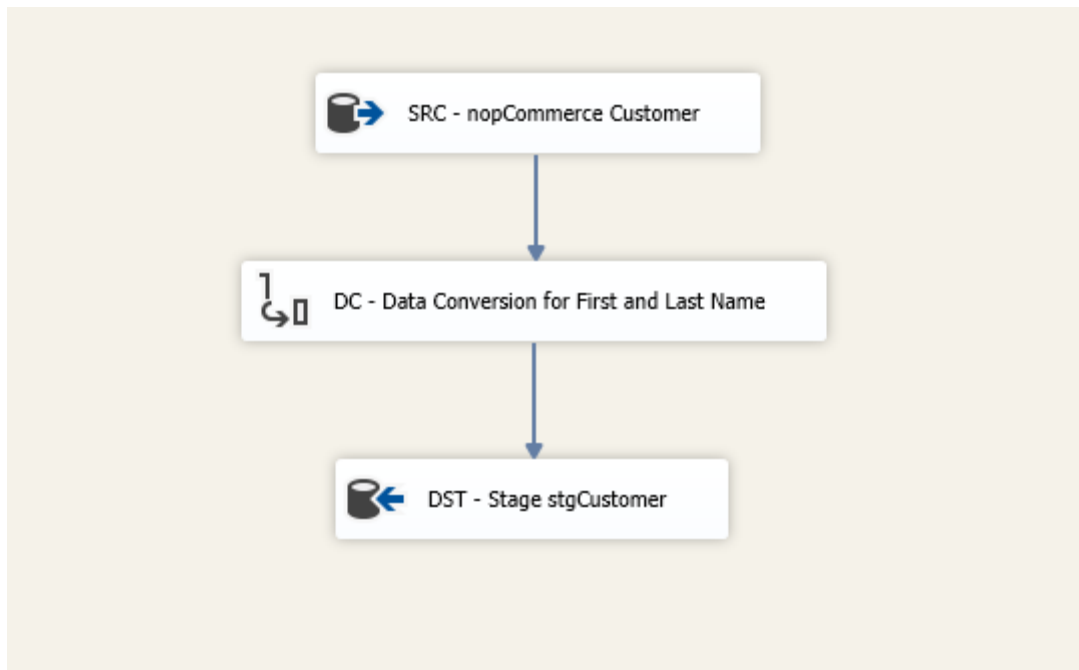 SRC - nopCommerce Customer
DC - Data Conversion for First and Last Name
DST - Stage stgCustomer